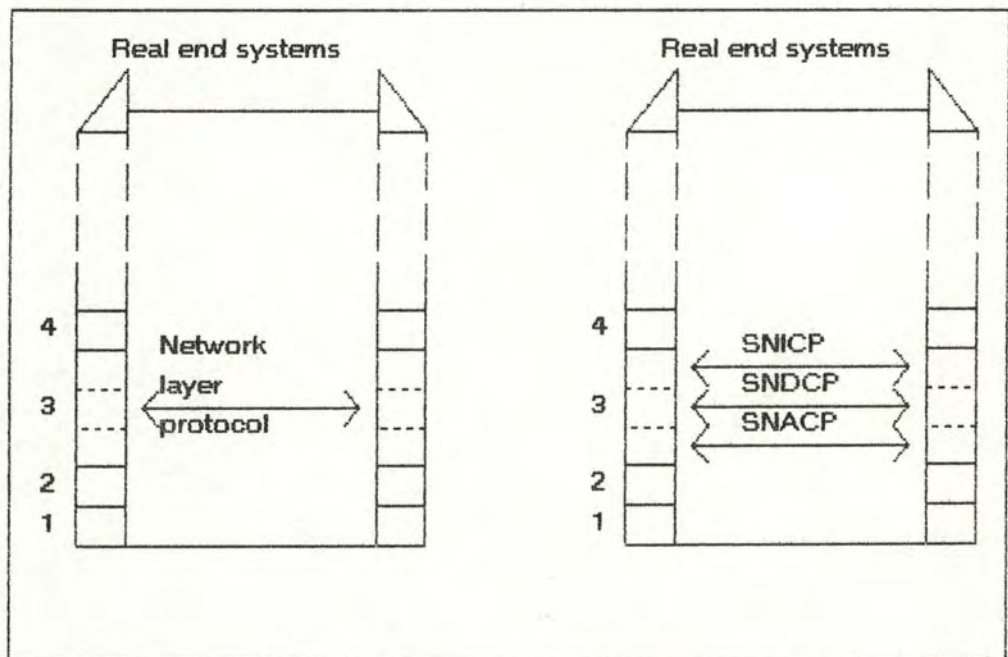 Real end systems
4
Network
layer
3
protocol
2
1
Real end systems
4
SNICP
SNDCP
3
SNACP
2
1